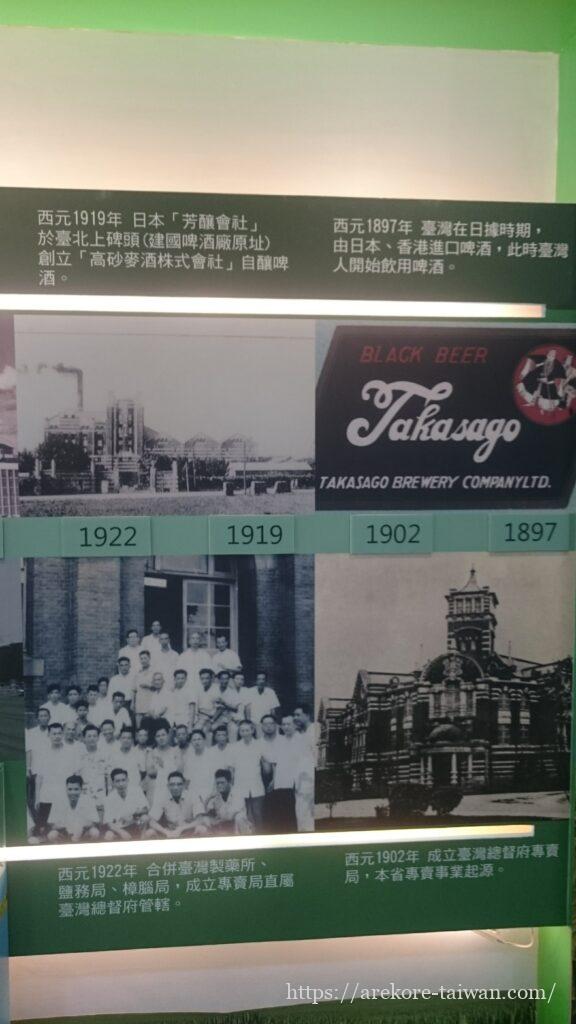 西元1919年 日本「芳釀會社」
於臺北上碑頭(建國啤酒廠原址)
創立「高砂麥酒株式會社」自釀啤
酒。
西元1897年 臺灣在日據時期，
由日本、香港進口啤酒，此時臺灣
人開始飲用啤酒。
BLACK BEER
Takasago
TAKASAGO BREWERY COMPANY LTD.
1922
1919
1902
1897
西元1922年 合併臺灣製藥所、
鹽務局、樟腦局，成立專賣局直屬
臺灣總督府管轄。
西元1902年 成立臺灣總督府專賣
局，本省專賣事業起源。
https://arekore-taiwan.com/